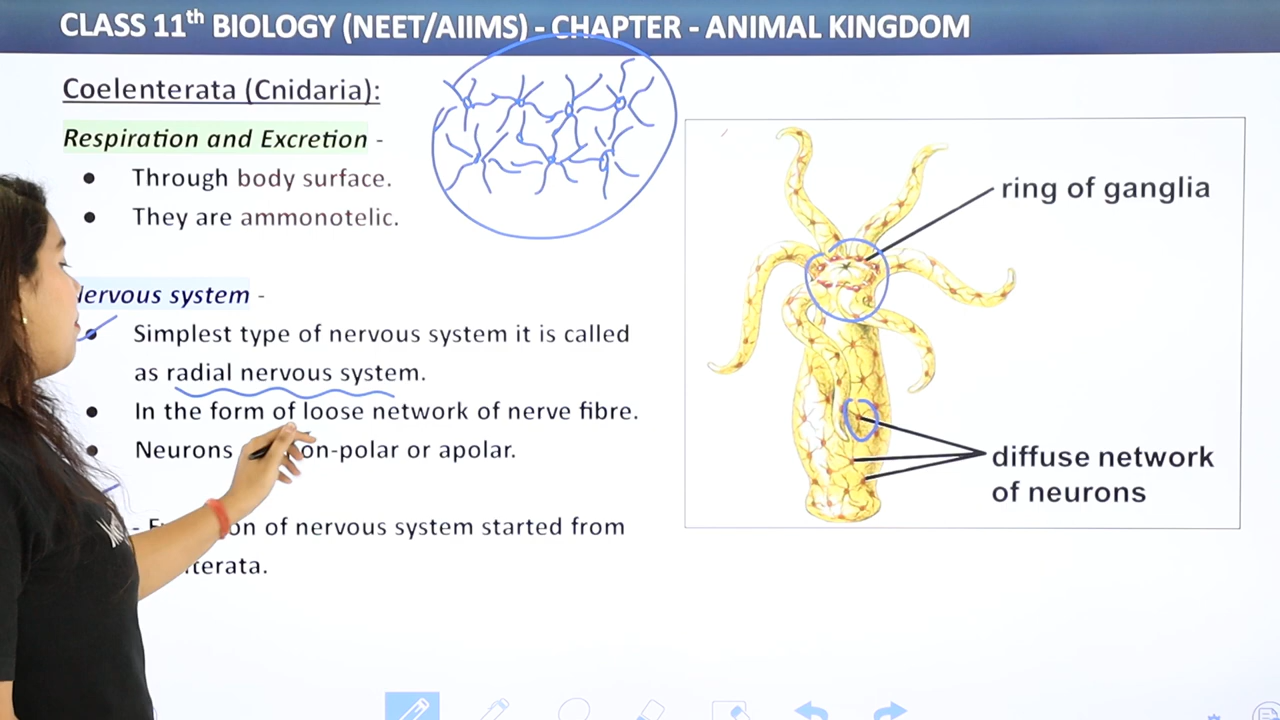 CLASS 11th BIOLOGY (NEET/AIIMS) - CHAPTER - ANIMAL KINGDOM
Coelenterata (Cnidaria):
Respiration and Excretion -
● Through body surface.
● They are ammonotelic.
ervous system -
● Simplest type of nervous system it is called
as radial nervous system.
● In the form of loose network of nerve fibre.
● Neurons on-polar or apolar.
- on of nervous system started from
terata.
ring of ganglia
diffuse network
of neurons